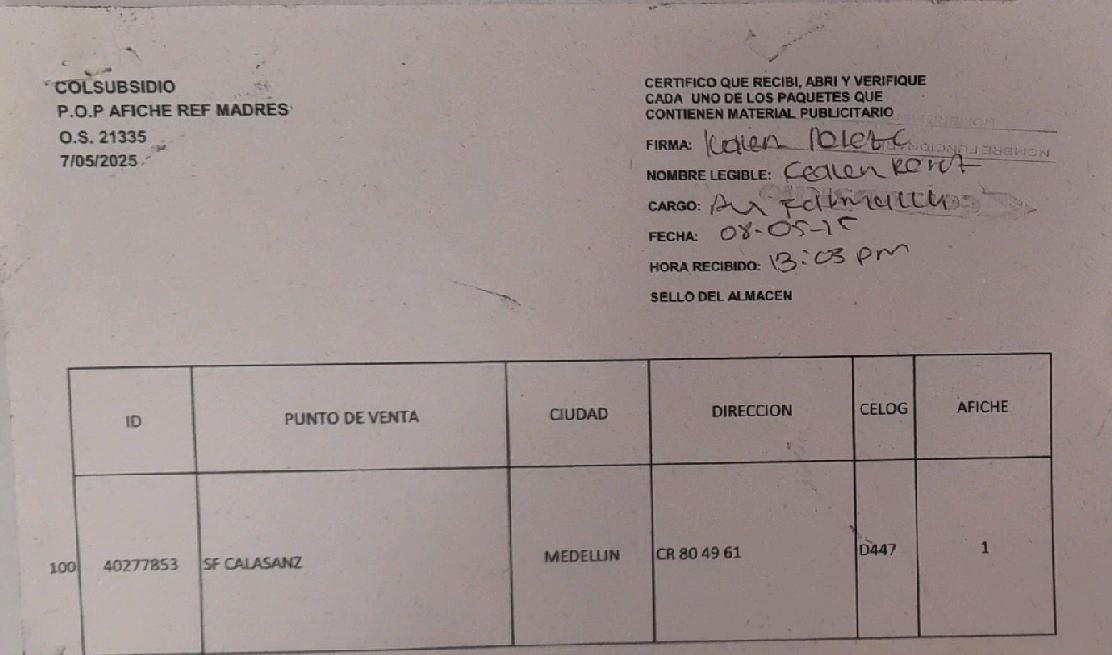 COLSUBSIDIO
P.O.P AFICHE REF MADRES
O.S. 21335
7/05/2025
CERTIFICO QUE RECIBI, ABRI Y VERIFIQUE
CADA UNO DE LOS PAQUETES QUE
CONTIENEN MATERIAL PUBLICITARIO
FIRMA:
NOMBRE LEGIBLE:
CARGO:
FECHA: 08-05-25
HORA RECIBIDO: 13:03 pm
SELLO DEL ALMACEN
ID PUNTO DE VENTA CIUDAD DIRECCION CELOG AFICHE
100 40277853 SF CALASANZ MEDELLIN CR 80 49 61 D447 1